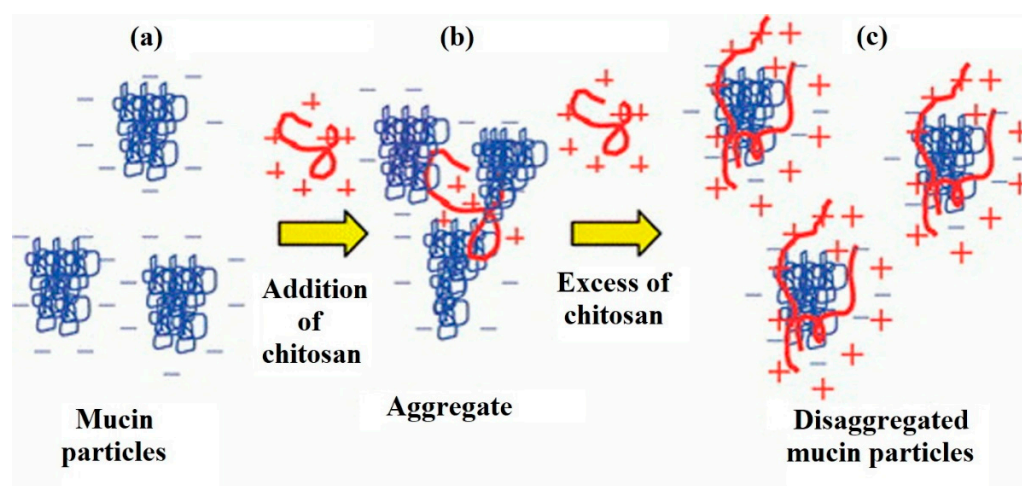 (a)
(b)
(c)
Addition
of
chitosan
Excess of
chitosan
Mucin
particles
Aggregate
Disaggregated
mucin particles